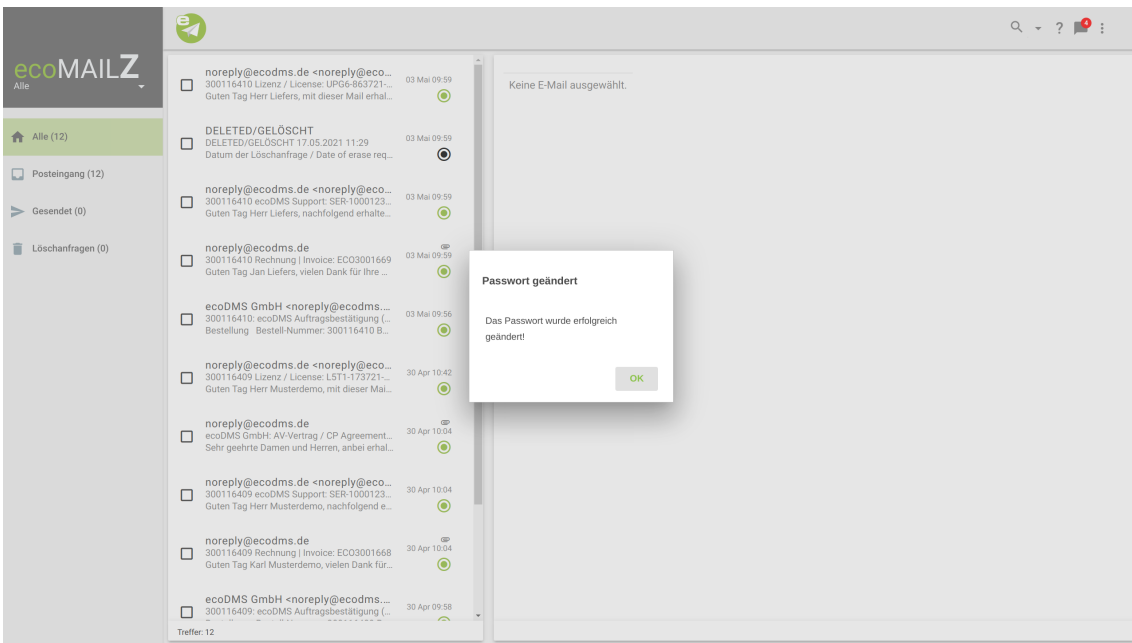 ecoMAILZ
Alle
Alle (12)
Posteingang (12)
Gesendet (0)
Löschanfragen (0)
?
4
noreply@ecodms.de <noreply@eco...
03 Mai 09:59
300116410 Lizenz / License: UPG6-863721-...
Guten Tag Herr Liefers, mit dieser Mail erhal...
DELETED/GELÖSCHT
03 Mai 09:59
DELETED/GELÖSCHT 17.05.2021 11:29
Datum der Löschanfrage / Date of erase req...
noreply@ecodms.de <noreply@eco...
03 Mai 09:59
300116410 ecoDMS Support: SER-1000123...
Guten Tag Herr Liefers, nachfolgend erhalte...
noreply@ecodms.de
03 Mai 09:59
300116410 Rechnung | Invoice: ECO3001669
Guten Tag Jan Liefers, vielen Dank für Ihre ...
ecoDMS GmbH <noreply@ecodms....
03 Mai 09:56
300116410: ecoDMS Auftragsbestätigung (...
Bestellung Bestell-Nummer: 300116410 B...
noreply@ecodms.de <noreply@eco...
30 Apr 10:42
300116409 Lizenz / License: L5T1-173721-...
Guten Tag Herr Musterdemo, mit dieser Mai...
noreply@ecodms.de
30 Apr 10:04
ecoDMS GmbH: AV-Vertrag / CP Agreement...
Sehr geehrte Damen und Herren, anbei erhal...
noreply@ecodms.de <noreply@eco...
30 Apr 10:04
300116409 ecoDMS Support: SER-1000123...
Guten Tag Herr Musterdemo, nachfolgend e...
noreply@ecodms.de
30 Apr 10:04
300116409 Rechnung | Invoice: ECO3001668
Guten Tag Karl Musterdemo, vielen Dank für...
ecoDMS GmbH <noreply@ecodms....
30 Apr 09:58
300116409: ecoDMS Auftragsbestätigung (...
Treffer: 12
Keine E-Mail ausgewählt.
Passwort geändert
Das Passwort wurde erfolgreich
geändert!
OK